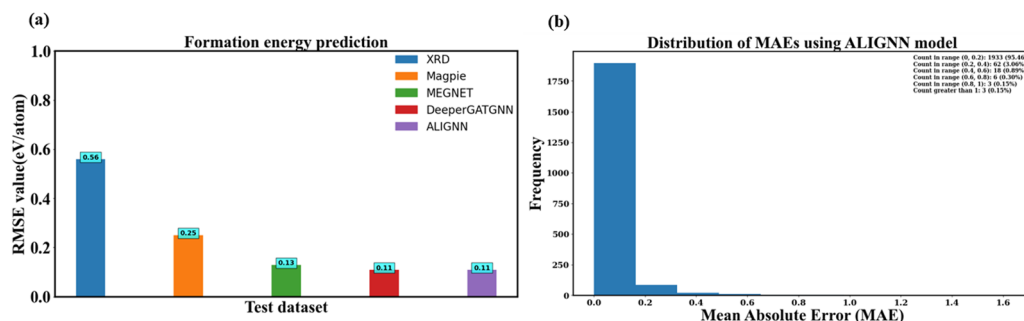 (a)
Formation energy prediction
RMSE value(eV/atom)
1.0
0.8
0.6
0.4
0.2
0.0
XRD
Magpie
MEGNET
DeeperGATGNN
ALIGNN
0.56
0.25
0.13
0.11
0.11
Test dataset
(b)
Distribution of MAEs using ALIGNN model
Count in range (0, 0.2): 1933 (95.46
Count in range (0.2, 0.4): 62 (3.06%
Count in range (0.4, 0.6): 18 (0.89%
Count in range (0.6, 0.8): 6 (0.30%)
Count in range (0.8, 1): 3 (0.15%)
Count greater than 1: 3 (0.15%)
Frequency
1750
1500
1250
1000
750
500
250
0
0.0 0.2 0.4 0.6 0.8 1.0 1.2 1.4 1.6
Mean Absolute Error (MAE)